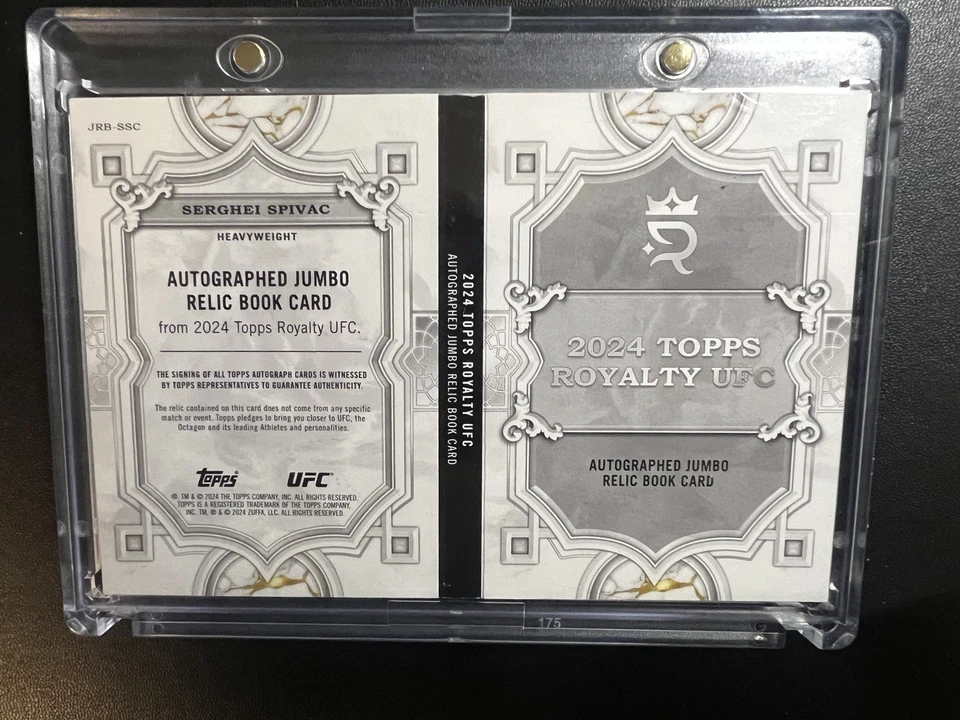 JRB-SSC
SERGHEI SPIVAC
HEAVYWEIGHT
AUTOGRAPHED JUMBO
RELIC BOOK CARD
from 2024 Topps Royalty UFC.
THE SIGNING OF ALL TOPPS AUTOGRAPH CARDS IS WITNESSED
BY TOPPS REPRESENTATIVES TO GUARANTEE AUTHENTICITY.
The relic contained on this card does not come from any specific
match or event. Topps pledges to bring you closer to UFC, the
Octagon and its leading Athletes and personalities.
Topps® UFC®
®, TM & © 2024 THE TOPPS COMPANY, INC. ALL RIGHTS RESERVED.
TOPPS IS A REGISTERED TRADEMARK OF THE TOPPS COMPANY,
INC. TM, ® & © 2024 ZUFFA, LLC. ALL RIGHTS RESERVED.
2024 TOPPS ROYALTY UFC
AUTOGRAPHED JUMBO RELIC BOOK CARD
R
2024 TOPPS
ROYALTY UFC
AUTOGRAPHED JUMBO
RELIC BOOK CARD
175